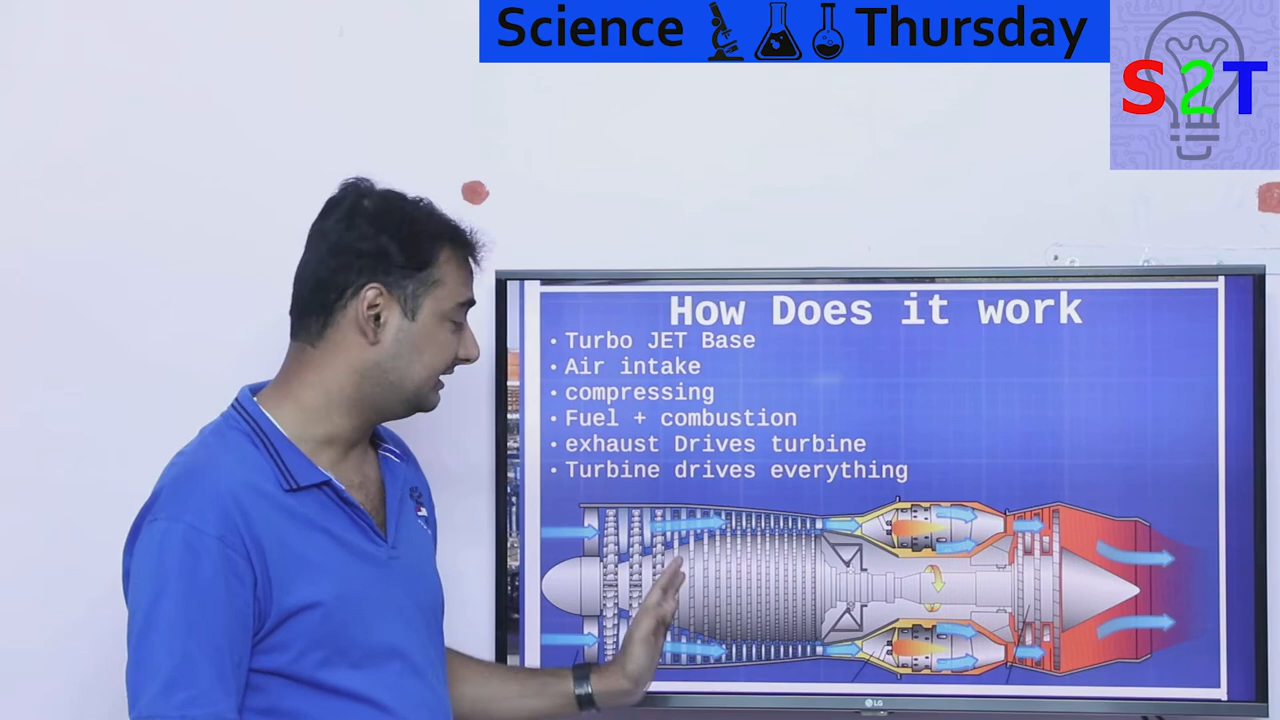 Science Thursday
S2T
How Does it work
• Turbo JET Base
• Air intake
• compressing
• Fuel + combustion
• exhaust Drives turbine
• Turbine drives everything
LG